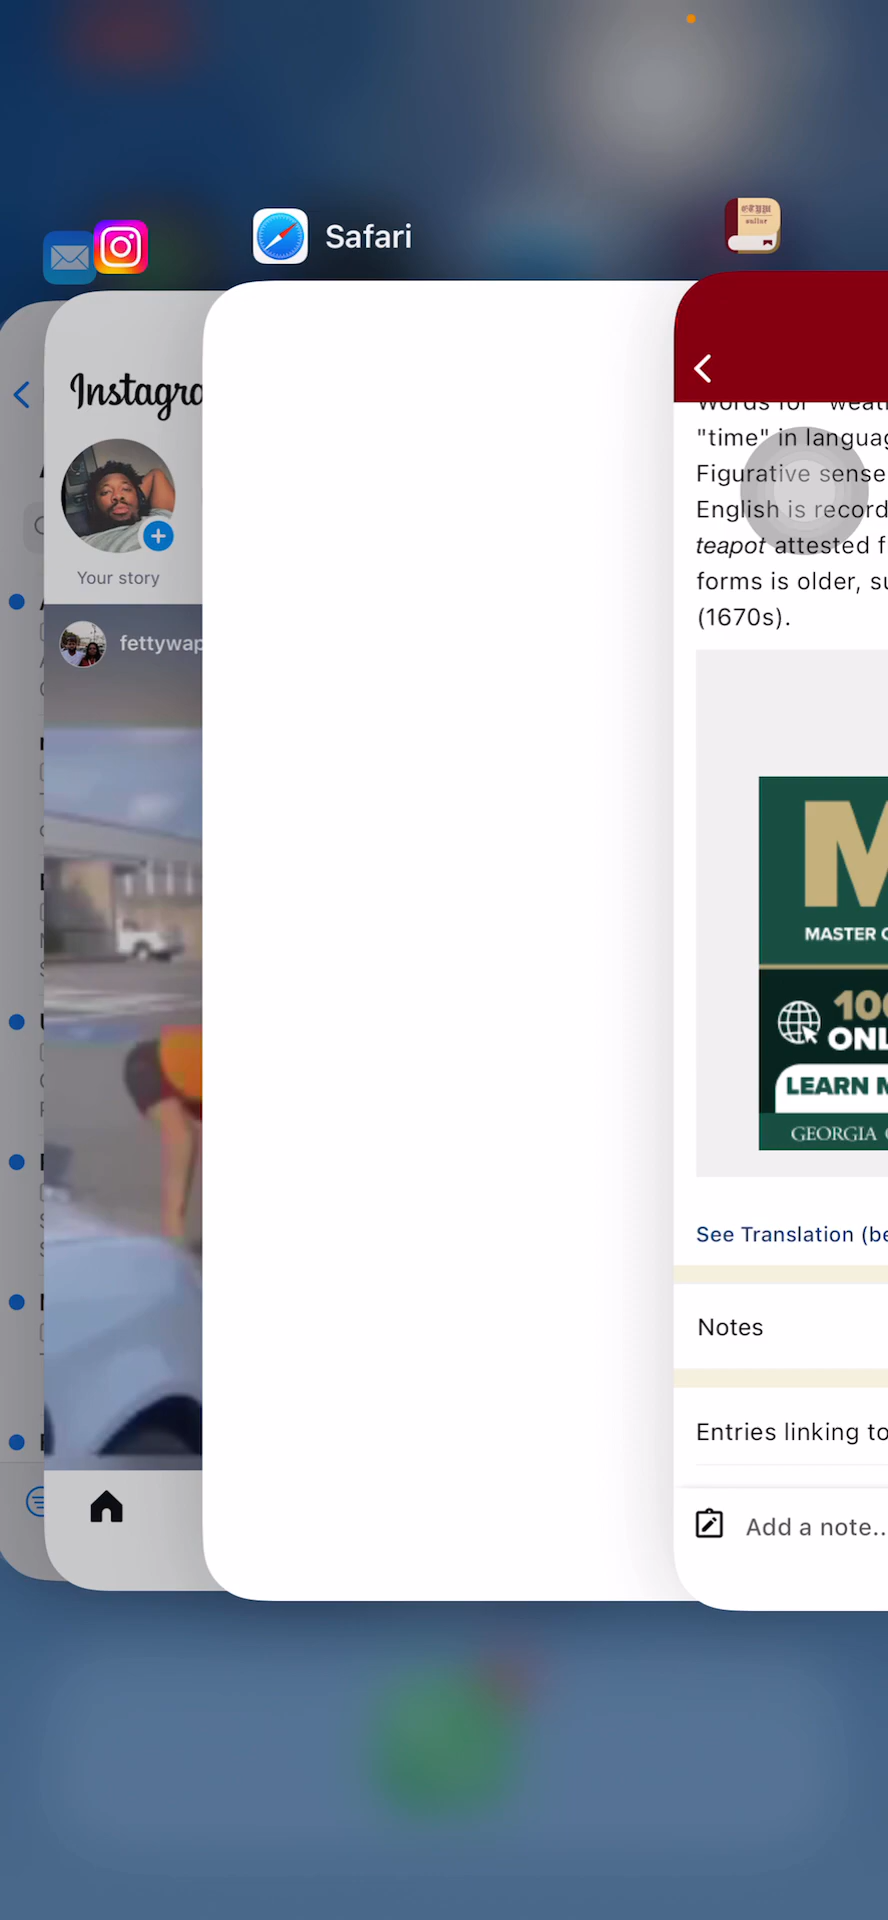 Safari
Instagra
Your story
fettywap
"time" in languag
Figurative sense
English is record
teapot attested f
forms is older, su
(1670s).
M
MASTER O
100
ONL
LEARN M
GEORGIA
See Translation (be
Notes
Entries linking to
Add a note..